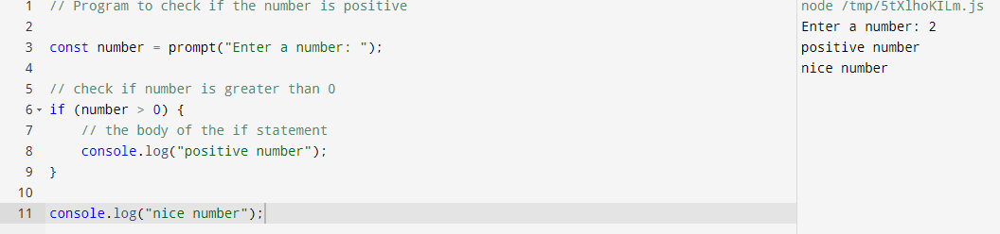 1 // Program to check if the number is positive
2
3 const number = prompt("Enter a number: ");
4
5 // check if number is greater than 0
6 if (number > 0) {
7     // the body of the if statement
8     console.log("positive number");
9 }
10
11 console.log("nice number");
node /tmp/5tXlhoKILm.js
Enter a number: 2
positive number
nice number